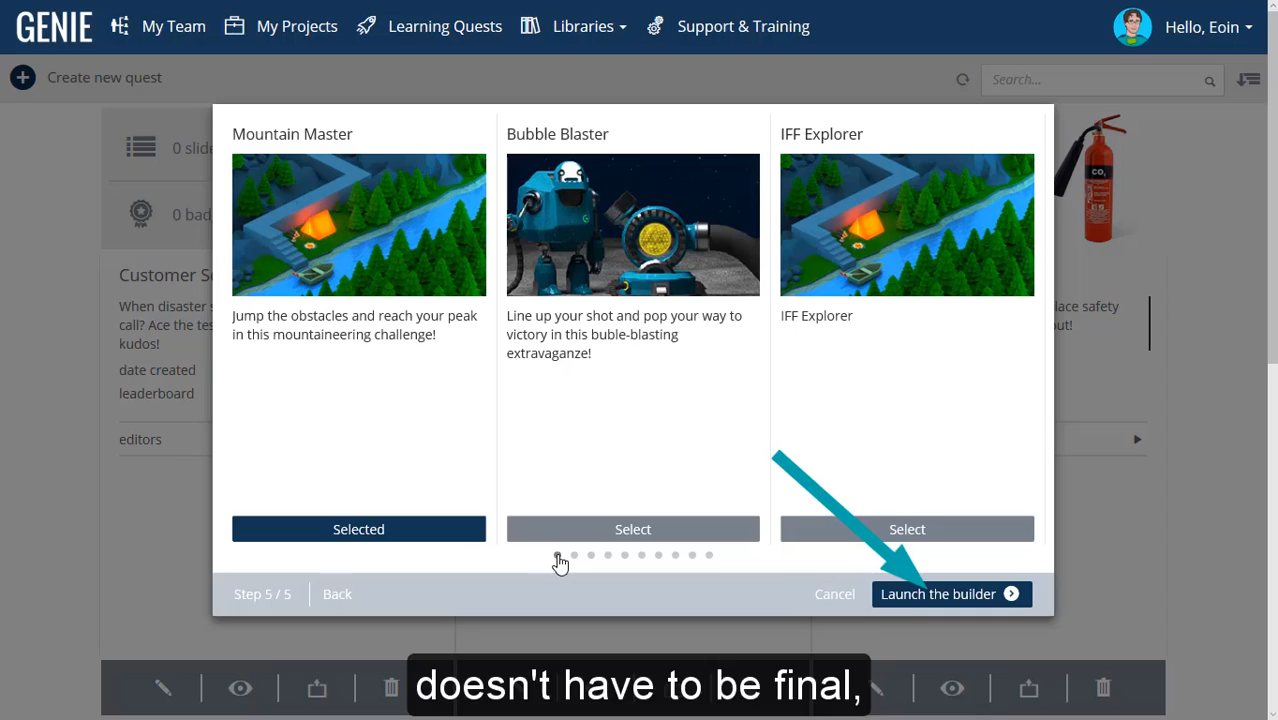 GENIE My Team My Projects Learning Quests Libraries Support & Training Hello, Eoin
Create new quest Search...
Mountain Master Bubble Blaster IFF Explorer
CO₂
0 slide
0 bad
Jump the obstacles and reach your peak
in this mountaineering challenge!
Line up your shot and pop your way to
victory in this buble-blasting
extravaganze!
IFF Explorer
Customer S
When disaster s
call? Ace the tes
kudos!
date created
leaderboard
editors
lace safety
ut!
Selected Select Select
Step 5 / 5 Back Cancel Launch the builder
doesn't have to be final,